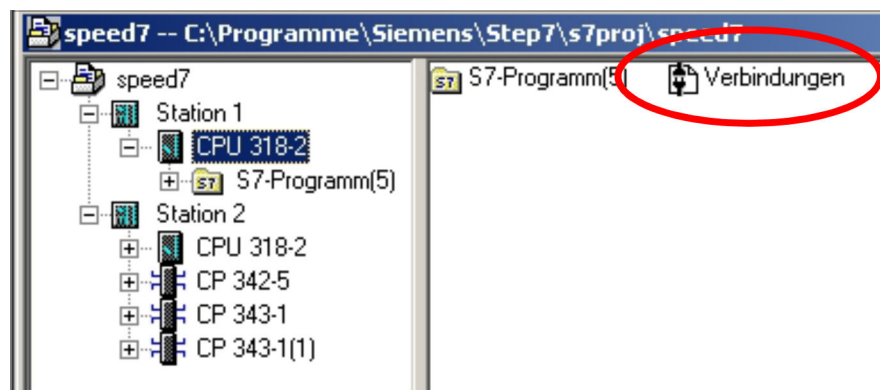 speed7 -- C:\Programme\Siemens\Step7\s7proj\speed7
speed7
Station 1
CPU 318-2
S7-Programm(5)
Station 2
CPU 318-2
CP 342-5
CP 343-1
CP 343-1(1)
S7-Programm(5) Verbindungen